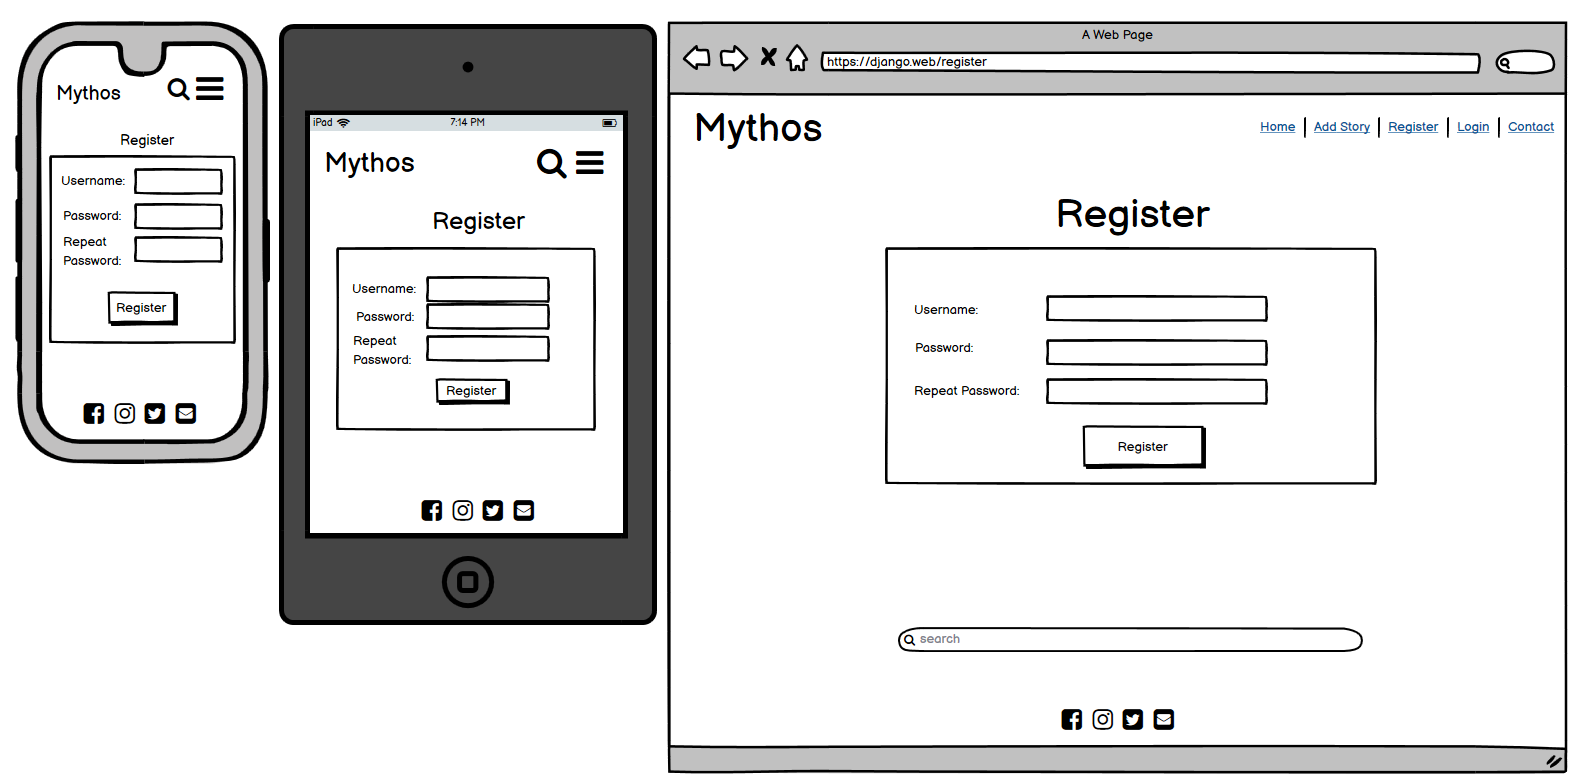 Mythos
Register
Username:
Password:
Repeat
Password:
Register
iPad
7:14 PM
Mythos
Register
Username:
Password:
Repeat
Password:
Register
A Web Page
https://django.web/register
Mythos
Home
Add Story
Register
Login
Contact
Register
Username:
Password:
Repeat Password:
Register
search